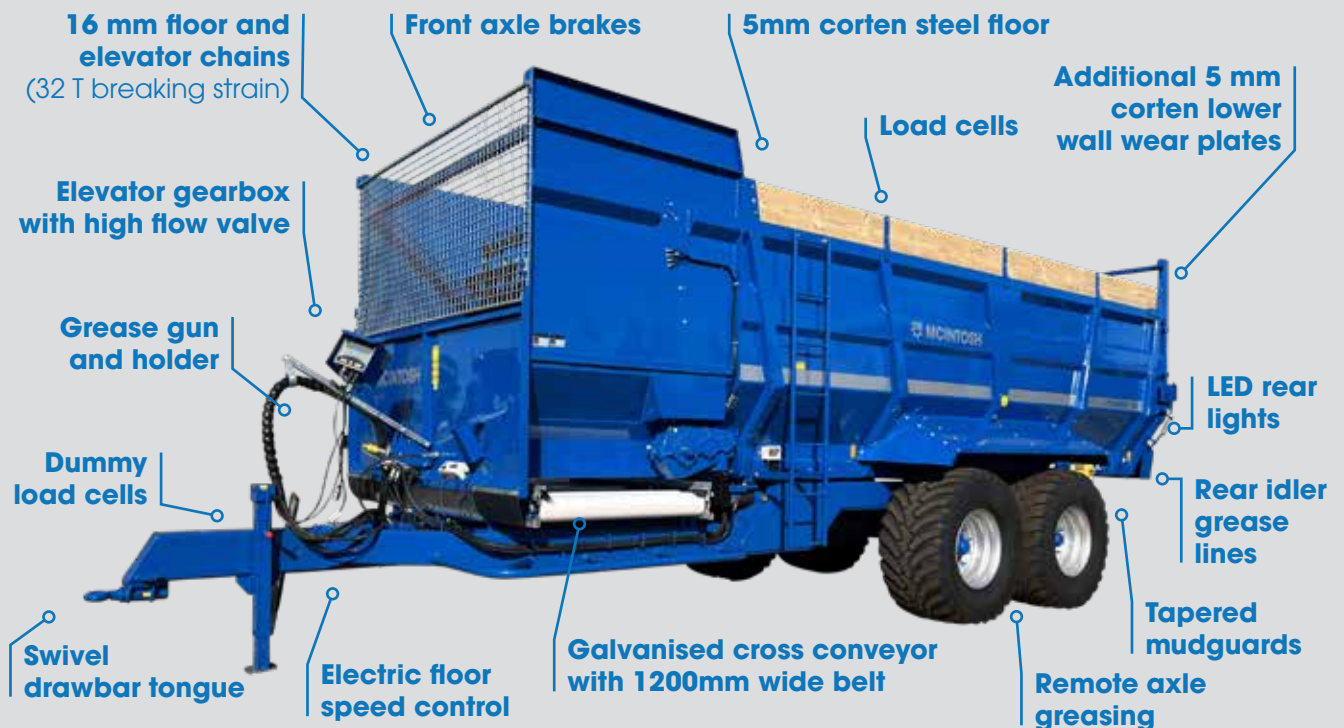 16 mm floor and
elevator chains
(32 T breaking strain)
Front axle brakes
5mm corten steel floor
Additional 5 mm
corten lower
wall wear plates
Load cells
Elevator gearbox
with high flow valve
Grease gun
and holder
MCINTOSH
MCINTOSH
LED rear
lights
Dummy
load cells
Rear idler
grease
lines
Tapered
mudguards
Swivel
drawbar tongue
Electric floor
speed control
Galvanised cross conveyor
with 1200mm wide belt
Remote axle
greasing